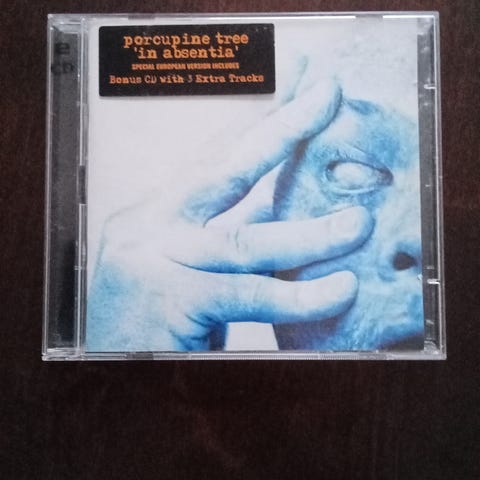 porcupine tree
'in absentia'
SPECIAL EUROPEAN VERSION INCLUDES
Bonus CD with 3 Extra Tracks